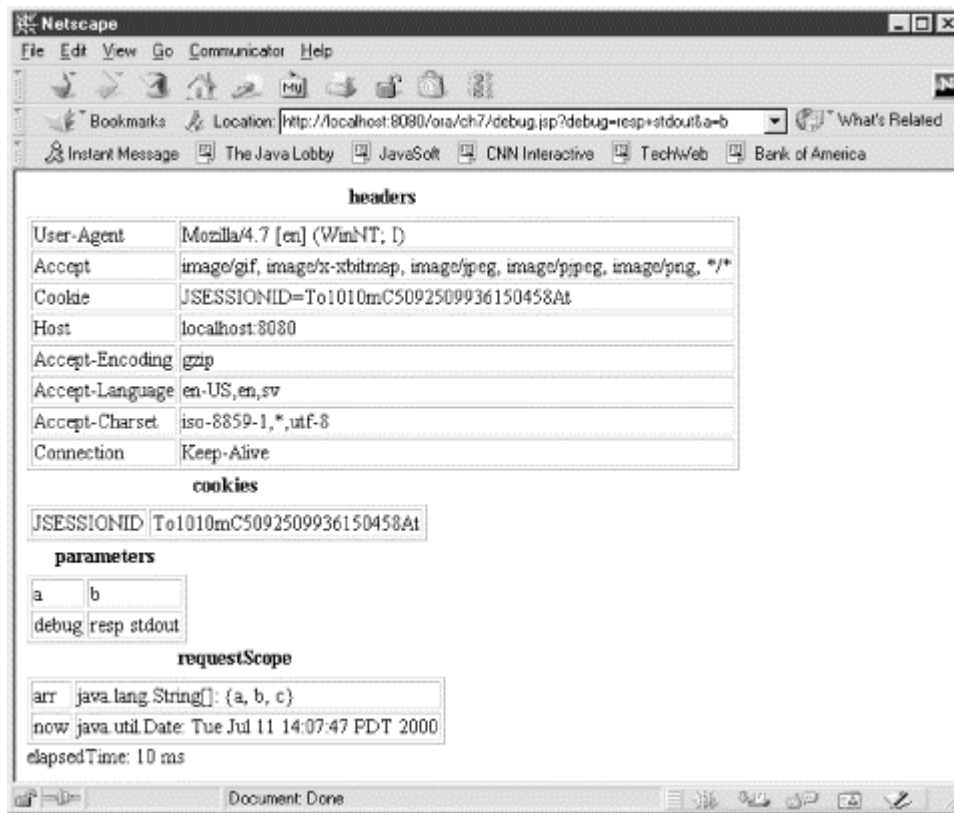 Netscape
File Edit View Go Communicator Help
My
N
Bookmarks Location: http://localhost:8080/ora/ch7/debug.jsp?debug=resp+stdout&a=b What's Related
Instant Message The Java Lobby JavaSoft CNN Interactive TechWeb Bank of America
headers
User-Agent Mozilla/4.7 [en] (WinNT; I)
Accept image/gif, image/x-xbitmap, image/jpeg, image/pjpeg, image/png, */*
Cookie JSESSIONID=To1010mC5092509936150458At
Host localhost:8080
Accept-Encoding gzip
Accept-Language en-US,en,sv
Accept-Charset iso-8859-1,*,utf-8
Connection Keep-Alive
cookies
JSESSIONID To1010mC5092509936150458At
parameters
a b
debug resp stdout
requestScope
arr java.lang.String[]: {a, b, c}
now java.util.Date: Tue Jul 11 14:07:47 PDT 2000
elapsedTime: 10 ms
Document: Done